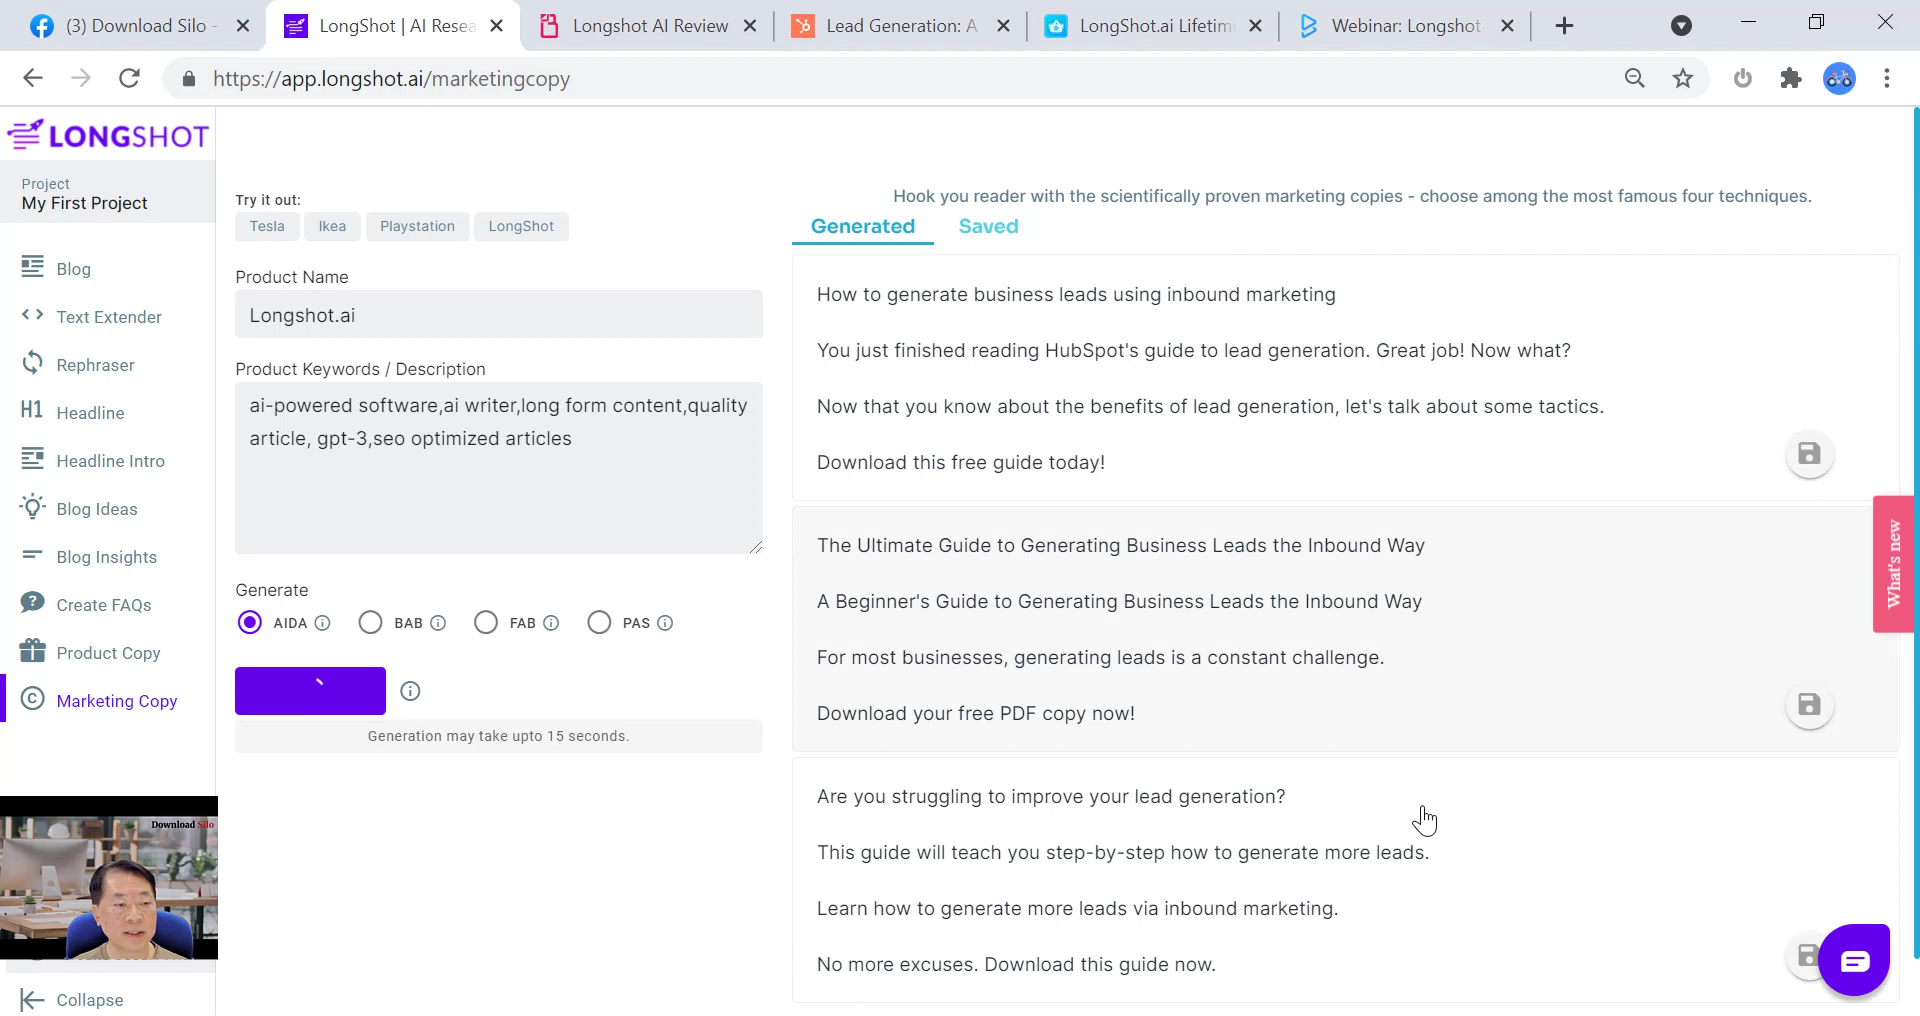 (3) Download Silo -
LongShot | AI Resea
Longshot AI Review
Lead Generation: A
LongShot.ai Lifetim
Webinar: Longshot
https://app.longshot.ai/marketingcopy
LONGSHOT
Project
My First Project
Blog
Text Extender
Rephraser
H1 Headline
Headline Intro
Blog Ideas
Blog Insights
Create FAQs
Product Copy
Marketing Copy
Download Silo
Collapse
Try it out:
Tesla
Ikea
Playstation
LongShot
Product Name
Longshot.ai
Product Keywords / Description
ai-powered software,ai writer,long form content,quality
article, gpt-3,seo optimized articles
Generate
AIDA
BAB
FAB
PAS
Generation may take upto 15 seconds.
Hook you reader with the scientifically proven marketing copies - choose among the most famous four techniques.
Generated
Saved
How to generate business leads using inbound marketing
You just finished reading HubSpot's guide to lead generation. Great job! Now what?
Now that you know about the benefits of lead generation, let's talk about some tactics.
Download this free guide today!
The Ultimate Guide to Generating Business Leads the Inbound Way
A Beginner's Guide to Generating Business Leads the Inbound Way
For most businesses, generating leads is a constant challenge.
Download your free PDF copy now!
Are you struggling to improve your lead generation?
This guide will teach you step-by-step how to generate more leads.
Learn how to generate more leads via inbound marketing.
No more excuses. Download this guide now.
What's new